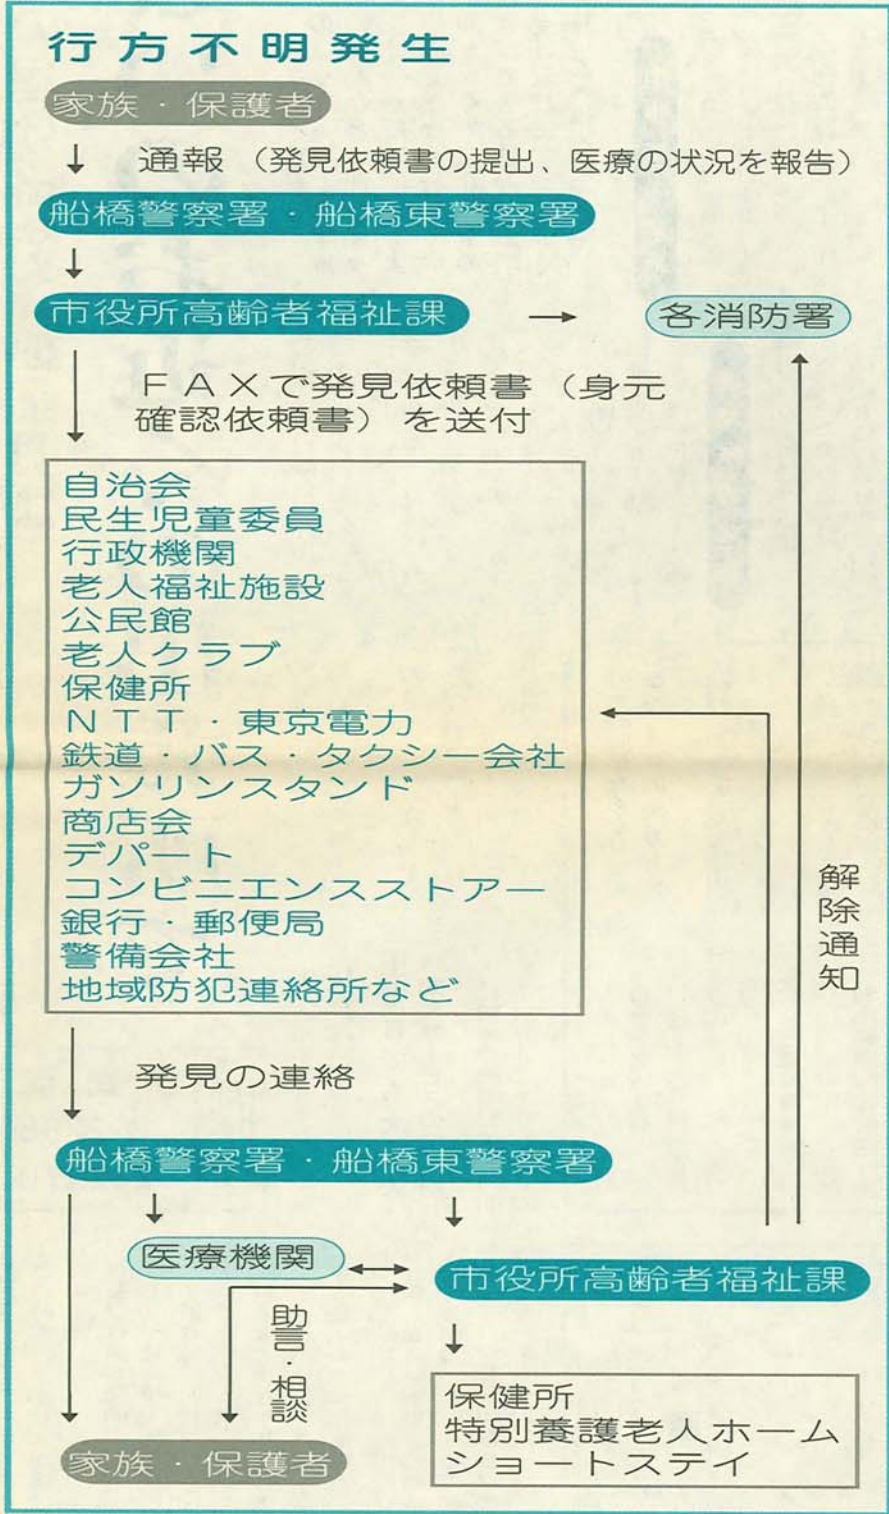 行方不明発生
家族・保護者
通報（発見依頼書の提出、医療の状況を報告）
船橋警察署・船橋東警察署
市役所高齢者福祉課
各消防署
ＦＡＸで発見依頼書（身元
確認依頼書）を送付
自治会
民生児童委員
行政機関
老人福祉施設
公民館
老人クラブ
保健所
ＮＴＴ・東京電力
鉄道・バス・タクシー会社
ガソリンスタンド
商店会
デパート
コンビニエンスストアー
銀行・郵便局
警備会社
地域防犯連絡所など
解除通知
発見の連絡
船橋警察署・船橋東警察署
医療機関
市役所高齢者福祉課
助言・相談
保健所
特別養護老人ホーム
ショートステイ
家族・保護者